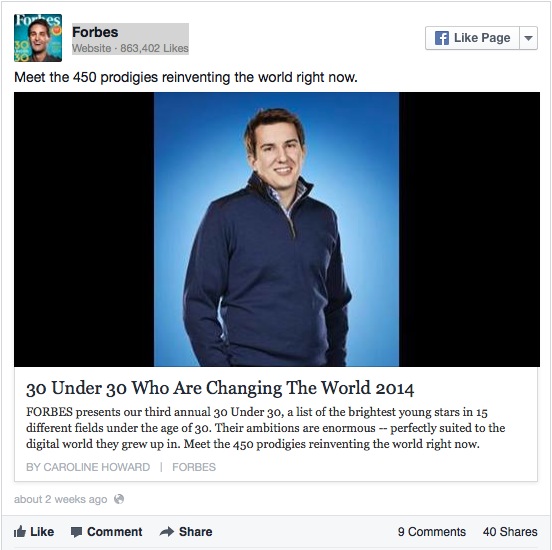 Forbes
30
30
Forbes
Website · 863,402 Likes
Like Page
Meet the 450 prodigies reinventing the world right now.
30 Under 30 Who Are Changing The World 2014
FORBES presents our third annual 30 Under 30, a list of the brightest young stars in 15
different fields under the age of 30. Their ambitions are enormous -- perfectly suited to the
digital world they grew up in. Meet the 450 prodigies reinventing the world right now.
BY CAROLINE HOWARD | FORBES
about 2 weeks ago
Like Comment Share 9 Comments 40 Shares